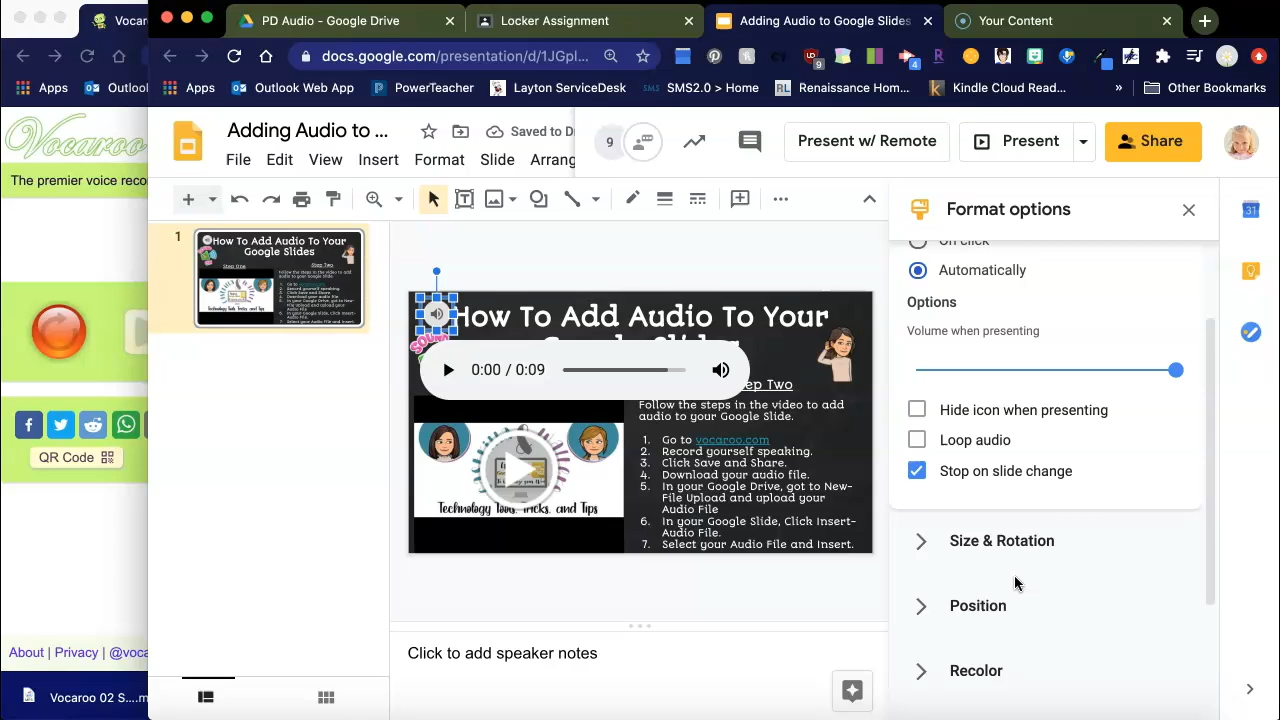 Vocar
PD Audio - Google Drive
Locker Assignment
Adding Audio to Google Slides
Your Content
docs.google.com/presentation/d/1JGpl...
Apps
Outloo
Apps
Outlook Web App
PowerTeacher
Layton ServiceDesk
SMS SMS2.0 > Home
RL Renaissance Hom...
Kindle Cloud Read...
»
Other Bookmarks
Vocaroo
The premier voice reco
QR Code
About | Privacy | @voca
Vocaroo 02 S....m
Adding Audio to ...
Saved to D
File Edit View Insert Format Slide Arrang
9
Present w/ Remote
Present
Share
1
How To Add Audio To Your
Google Slides
How To Add Audio To Your
Google Slides
0:00 / 0:09
ep Two
Follow the steps in the video to add
audio to your Google Slide.
1. Go to vocaroo.com
2. Record yourself speaking.
3. Click Save and Share.
4. Download your audio file.
5. In your Google Drive, got to New-
File Upload and upload your
Audio File
6. In your Google Slide, Click Insert-
Audio File.
7. Select your Audio File and Insert.
Technology Tools, Tricks, and Tips
Click to add speaker notes
Format options
On click
Automatically
Options
Volume when presenting
Hide icon when presenting
Loop audio
Stop on slide change
Size & Rotation
Position
Recolor
31